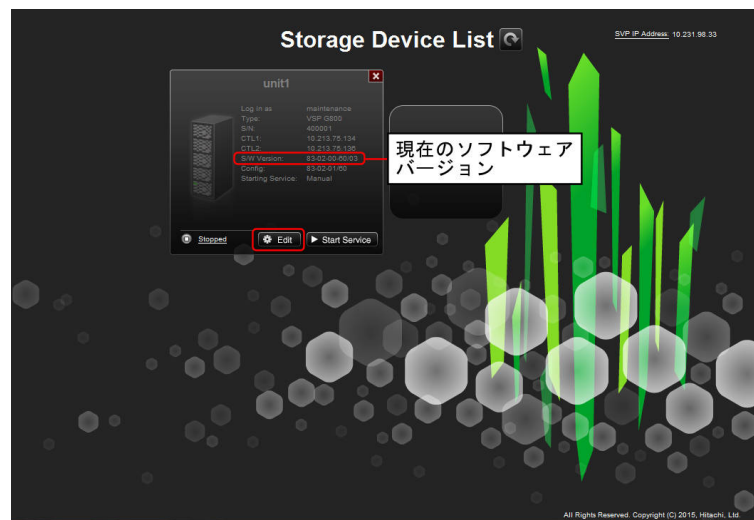 Storage Device List
SVP IP Address: 10.231.98.33
unit1
Log in as maintenance
Type: VSP G800
S/N: 400001
CTL1: 10.213.75.134
CTL2: 10.213.75.136
S/W Version: 83-02-00-60/03
Config: 83-02-01/60
Starting Service: Manual
現在のソフトウェア
バージョン
Stopped Edit Start Service
All Rights Reserved. Copyright (C) 2015, Hitachi, Ltd.